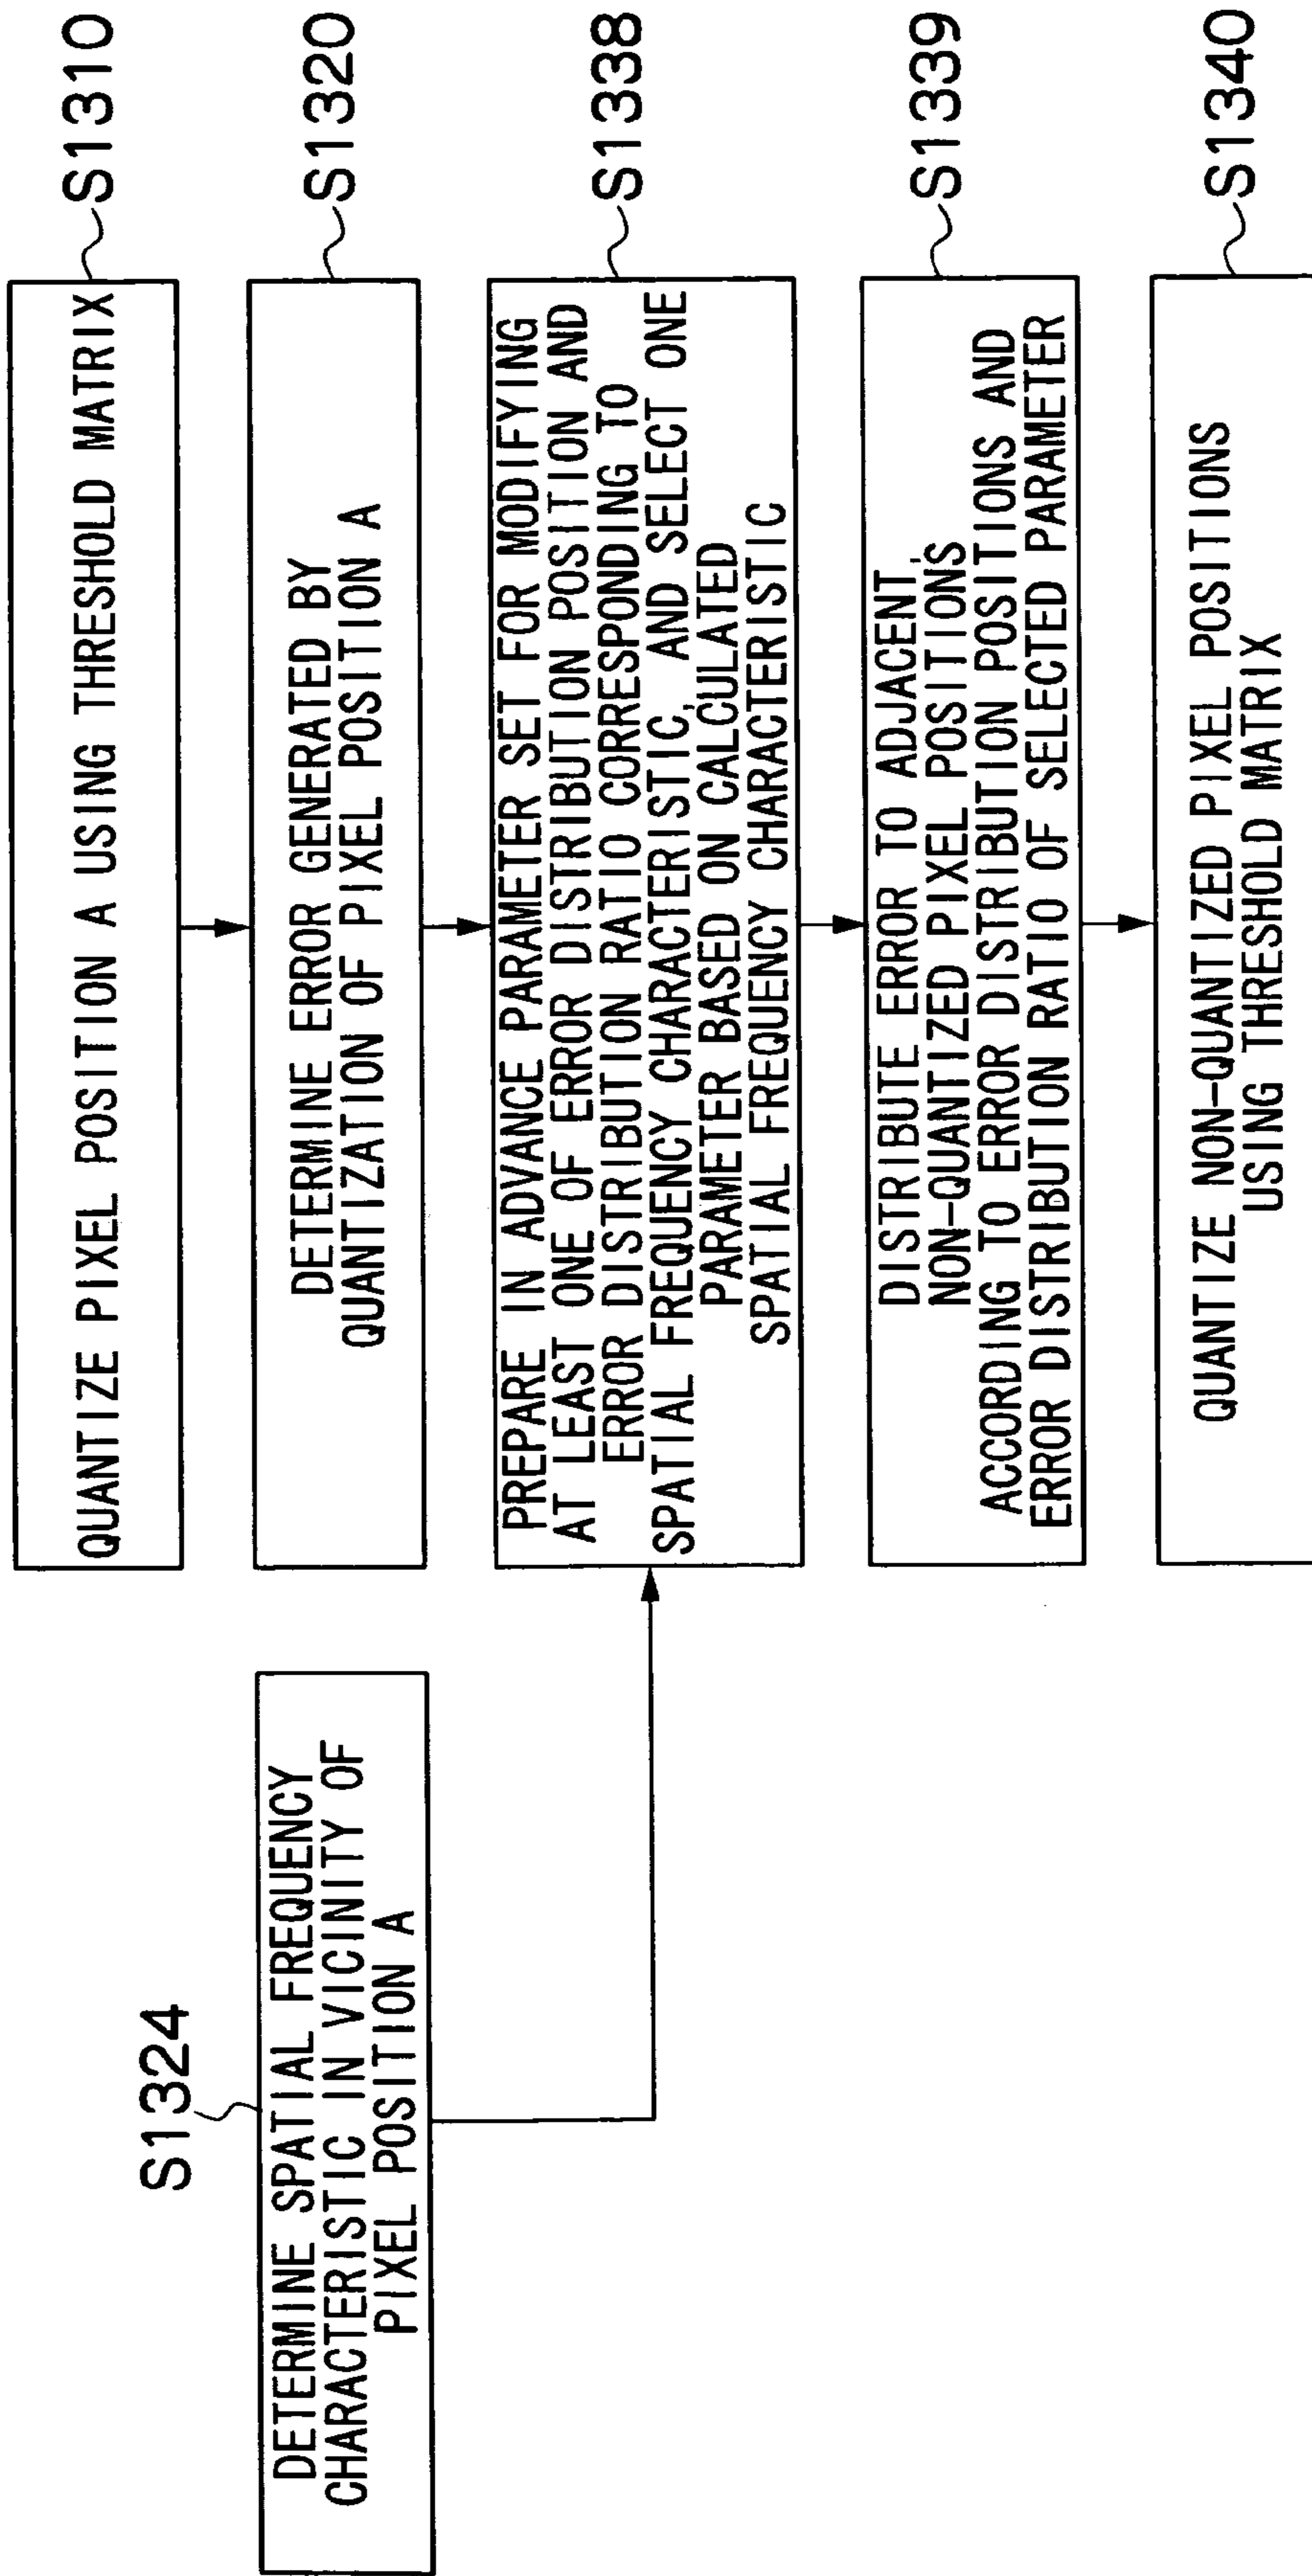 QUANTIZE PIXEL POSITION A USING THRESHOLD MATRIX
S1310
DETERMINE ERROR GENERATED BY
QUANTIZATION OF PIXEL POSITION A
S1320
S1324
DETERMINE SPATIAL FREQUENCY
CHARACTERISTIC IN VICINITY OF
PIXEL POSITION A
PREPARE IN ADVANCE PARAMETER SET FOR MODIFYING
AT LEAST ONE OF ERROR DISTRIBUTION POSITION AND
ERROR DISTRIBUTION RATIO CORRESPONDING TO
SPATIAL FREQUENCY CHARACTERISTIC, AND SELECT ONE
PARAMETER BASED ON CALCULATED
SPATIAL FREQUENCY CHARACTERISTIC
S1338
DISTRIBUTE ERROR TO ADJACENT,
NON-QUANTIZED PIXEL POSITIONS
ACCORDING TO ERROR DISTRIBUTION POSITIONS AND
ERROR DISTRIBUTION RATIO OF SELECTED PARAMETER
S1339
QUANTIZE NON-QUANTIZED PIXEL POSITIONS
USING THRESHOLD MATRIX
S1340